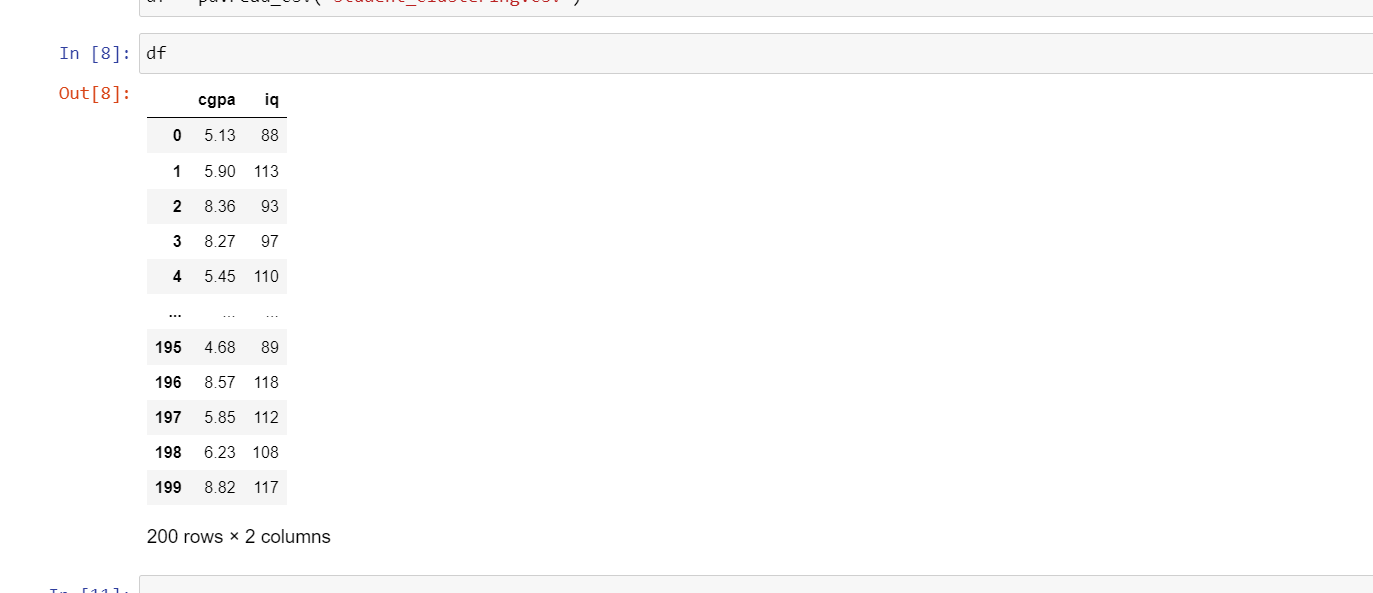 In [8]: df
Out[8]:
cgpa iq
0 5.13 88
1 5.90 113
2 8.36 93
3 8.27 97
4 5.45 110
... ... ...
195 4.68 89
196 8.57 118
197 5.85 112
198 6.23 108
199 8.82 117
200 rows × 2 columns